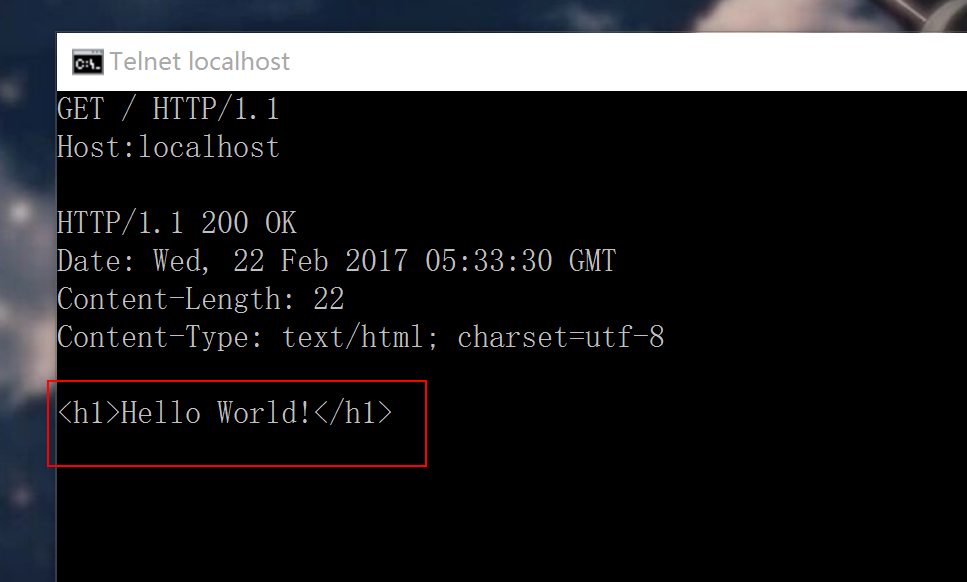 Telnet localhost
GET / HTTP/1.1
Host:localhost
HTTP/1.1 200 OK
Date: Wed, 22 Feb 2017 05:33:30 GMT
Content-Length: 22
Content-Type: text/html; charset=utf-8
<h1>Hello World!</h1>